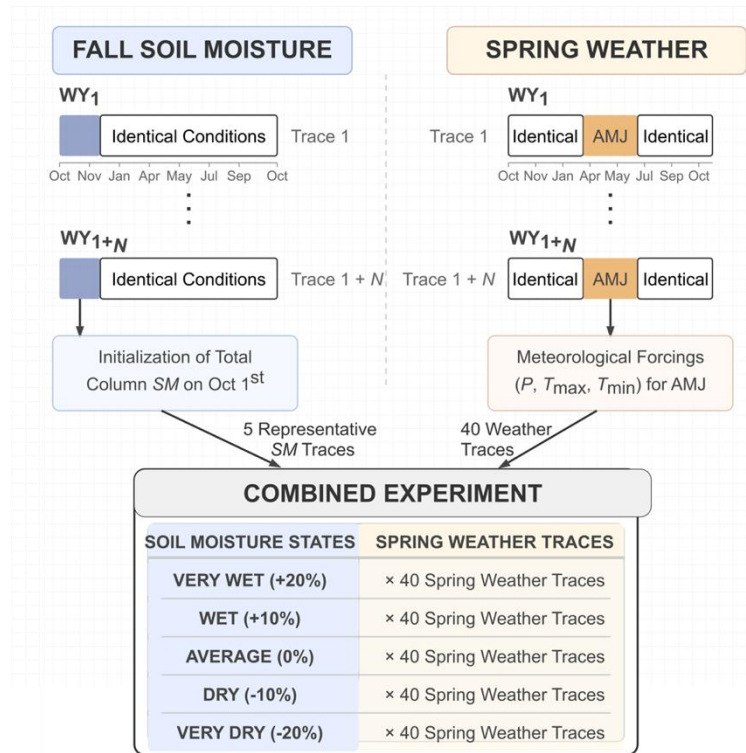 FALL SOIL MOISTURE
WY1
Identical Conditions
Trace 1
Oct Nov Jan Apr May Jul Sep Oct
WY1+N
Identical Conditions
Trace 1 + N
Initialization of Total
Column SM on Oct 1st
SPRING WEATHER
WY1
Trace 1
Identical AMJ Identical
Oct Nov Jan Apr May Jul Sep Oct
WY1+N
Trace 1 + N
Identical AMJ Identical
Meteorological Forcings
(P, Tmax, Tmin) for AMJ
5 Representative
SM Traces
40 Weather
Traces
COMBINED EXPERIMENT
SOIL MOISTURE STATES SPRING WEATHER TRACES
VERY WET (+20%) × 40 Spring Weather Traces
WET (+10%) × 40 Spring Weather Traces
AVERAGE (0%) × 40 Spring Weather Traces
DRY (-10%) × 40 Spring Weather Traces
VERY DRY (-20%) × 40 Spring Weather Traces